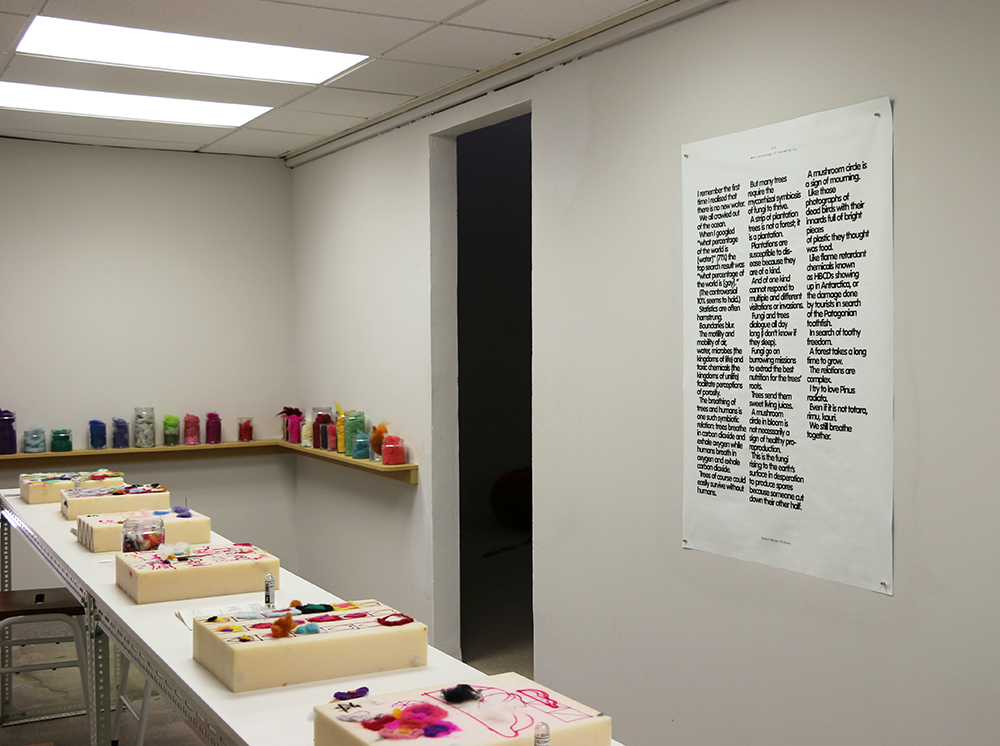 I remember the first
time I realised that
there is no new water.
We all crawled out
of the ocean.
When I googled
"what percentage
of the world is
[water]" (71%) the
top search result was
"what percentage of
the world is [gay]."
(The controversial
10% seems to hold.)
Statistics are often
hamstrung.
Boundaries blur.
The motility and
mobility of air,
water, microbes (the
kingdoms of life) and
toxic chemicals (the
kingdoms of unlife)
facilitate perceptions
of porosity.
The breathing of
trees and humans is
one such symbiotic
relation: trees breathe
in carbon dioxide and
exhale oxygen while
humans breath in
oxygen and exhale
carbon dioxide.
Trees of course could
easily survive without
humans.
But many trees
require the
mycorrhizal symbiosis
of fungi to thrive.
A strip of plantation
trees is not a forest; it
is a plantation.
Plantations are
susceptible to dis-
ease because they
are of a kind.
And of one kind
cannot respond to
multiple and different
visitations or invasions.
Fungi and trees
dialogue all day
long (I don't know if
they sleep).
Fungi go on
burrowing missions
to extract the best
nutrition for the trees'
roots.
Trees send them
sweet living juices.
A mushroom
circle in bloom is
not necessarily a
sign of healthy pro-
reproduction.
This is the fungi
rising to the earth's
surface in desperation
to produce spores
because someone cut
down their other half.
A mushroom circle is
a sign of mourning.
Like those
photographs of
dead birds with their
innards full of bright
pieces
of plastic they thought
was food.
Like flame retardant
chemicals known
as HBCDs showing
up in Antarctica, or
the damage done
by tourists in search
of the Patagonian
toothfish.
In search of toothy
freedom.
A forest takes a long
time to grow.
The relations are
complex.
I try to love Pinus
radiata.
Even if it is not totara,
rimu, kauri.
We still breathe
together.